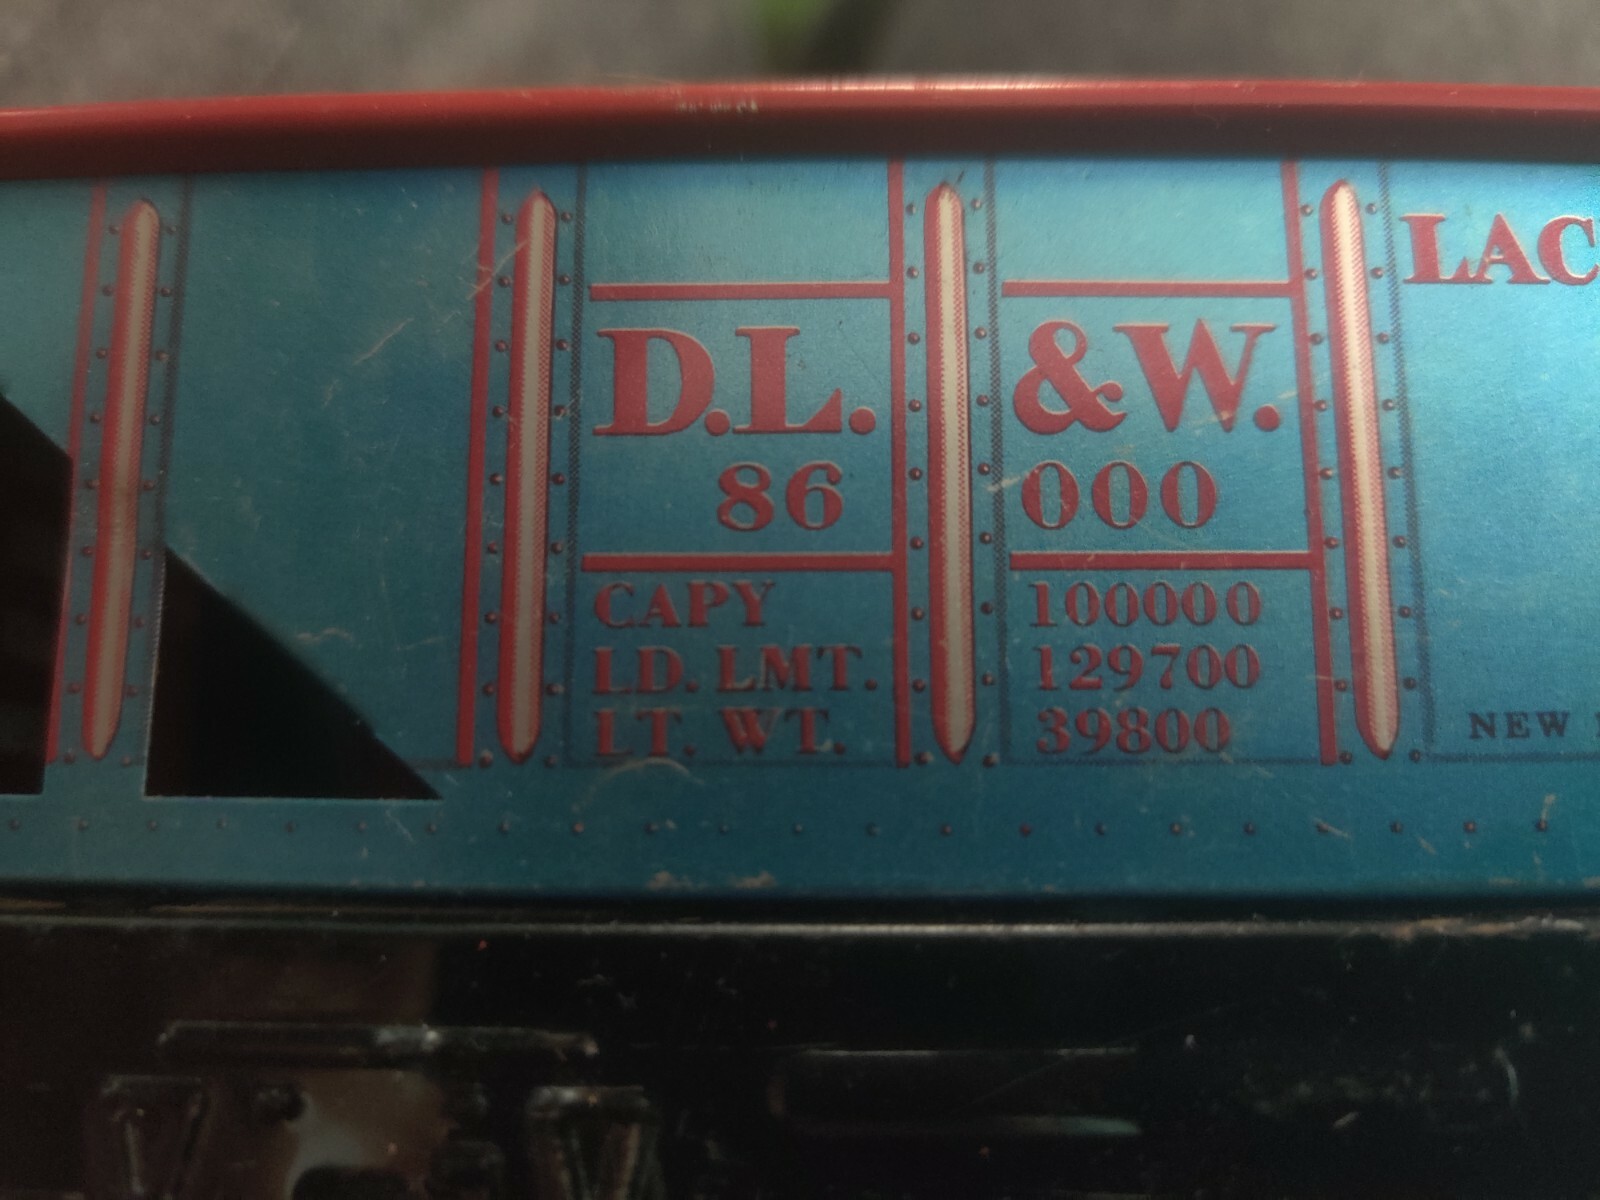 LAC
D.L. &W.
86 000
CAPY 100000
LD. LMT. 129700
LT. WT. 39800
NEW